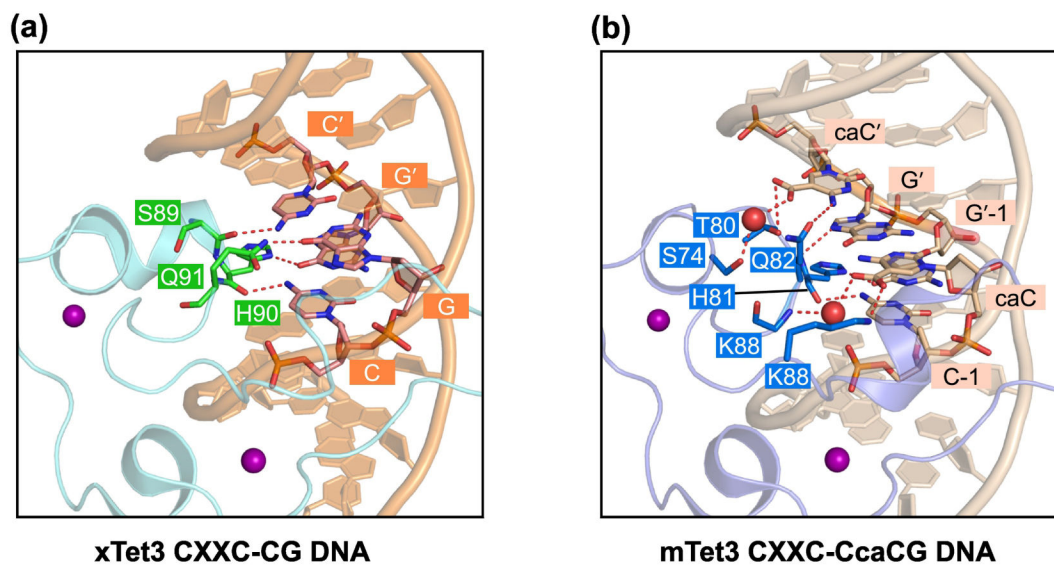 (a)
C′
G′
S89
Q91
H90
G
C
xTet3 CXXC-CG DNA
(b)
caC′
G′
G′-1
T80
S74
Q82
H81
caC
K88
K88
C-1
mTet3 CXXC-CcaCG DNA